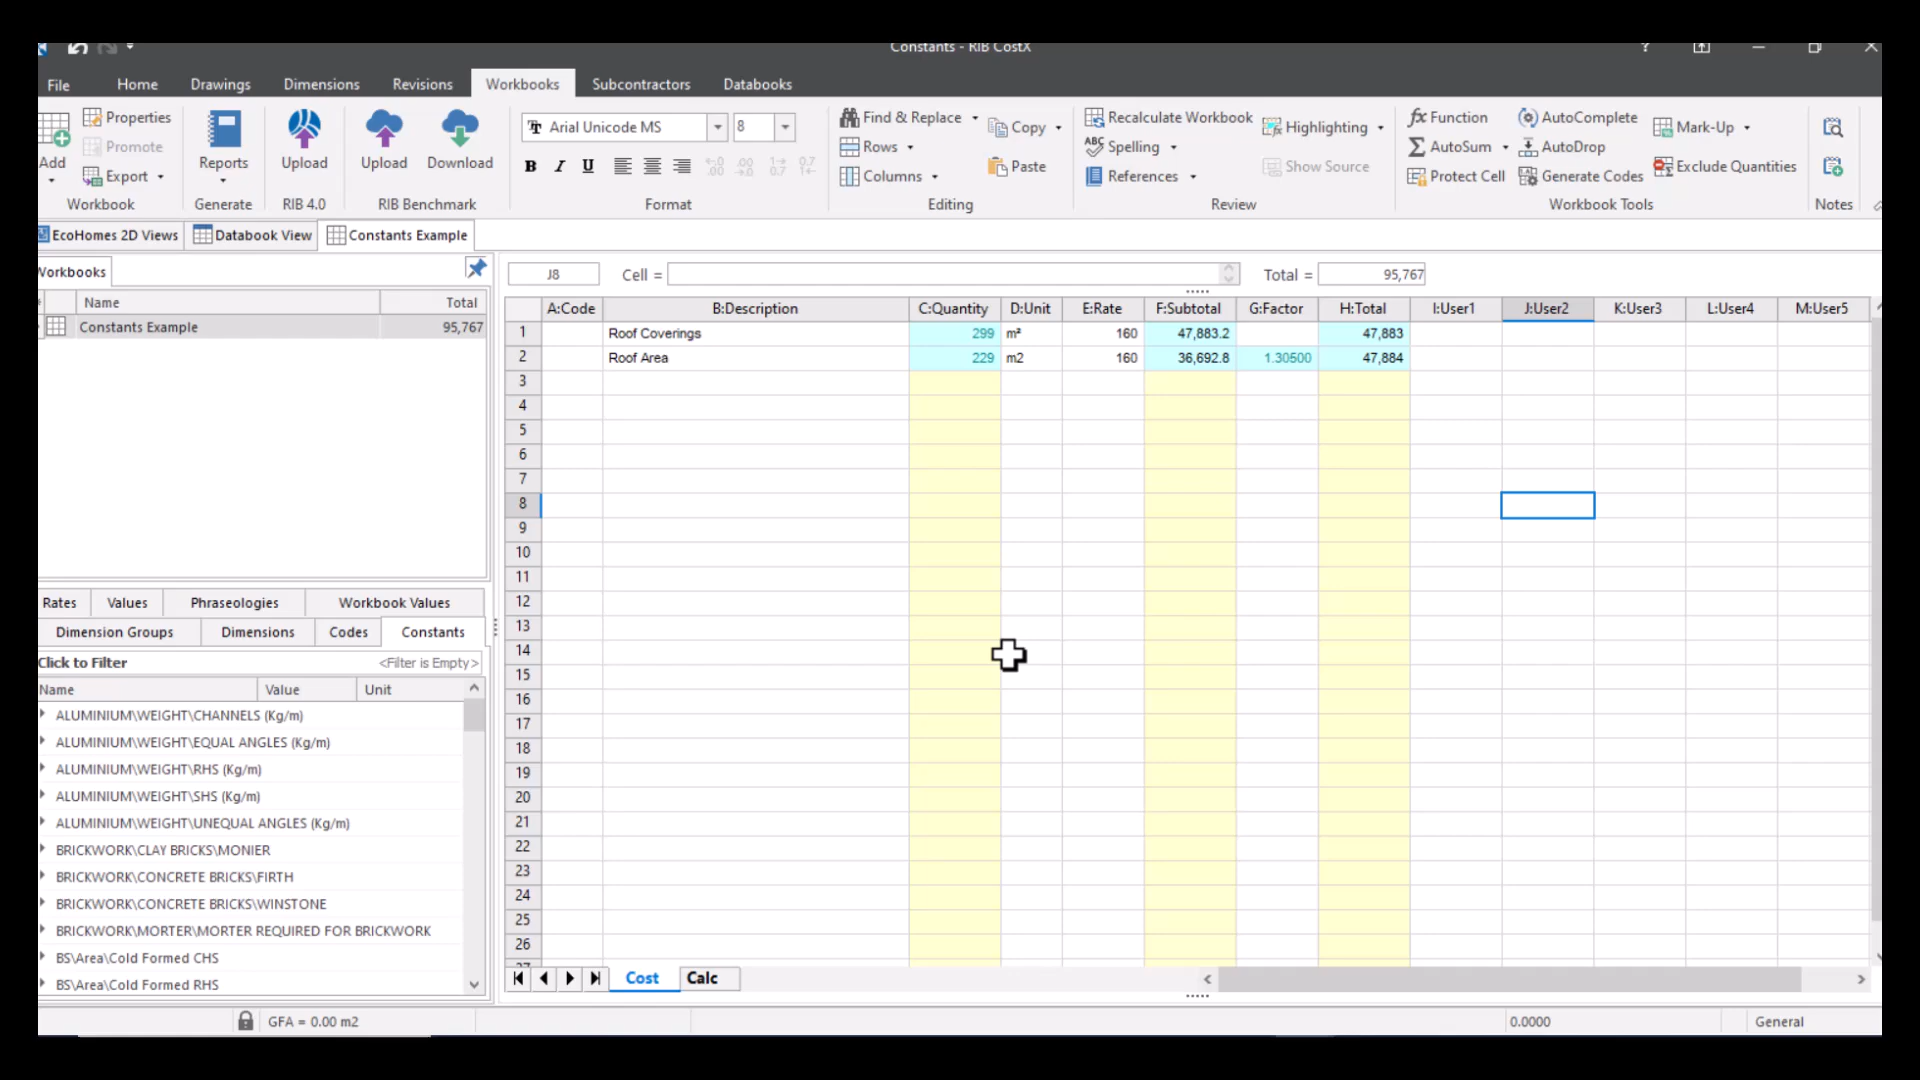 Constants - RIB CostX
?
File Home Drawings Dimensions Revisions Workbooks Subcontractors Databooks
Add
Properties
Promote
Export
Workbook
Reports
Generate
Upload
RIB 4.0
Upload
Download
RIB Benchmark
Arial Unicode MS 8
B I U
Format
Find & Replace
Rows
Columns
Copy
Paste
Editing
Recalculate Workbook
Spelling
References
Highlighting
Show Source
Review
Function
AutoSum
Protect Cell
AutoComplete
AutoDrop
Generate Codes
Mark-Up
Exclude Quantities
Workbook Tools
Notes
EcoHomes 2D Views Databook View Constants Example
Workbooks
Name Total
Constants Example 95,767
J8 Cell = Total = 95,767
A:Code B:Description C:Quantity D:Unit E:Rate F:Subtotal G:Factor H:Total I:User1 J:User2 K:User3 L:User4 M:User5
1 Roof Coverings 299 m² 160 47,883.2 47,883
2 Roof Area 229 m2 160 36,692.8 1.30500 47,884
3
4
5
6
7
8
9
10
11
12
13
14
15
16
17
18
19
20
21
22
23
24
25
26
27
Rates Values Phraseologies Workbook Values
Dimension Groups Dimensions Codes Constants
Click to Filter <Filter is Empty>
Name Value Unit
ALUMINIUM\WEIGHT\CHANNELS (Kg/m)
ALUMINIUM\WEIGHT\EQUAL ANGLES (Kg/m)
ALUMINIUM\WEIGHT\RHS (Kg/m)
ALUMINIUM\WEIGHT\SHS (Kg/m)
ALUMINIUM\WEIGHT\UNEQUAL ANGLES (Kg/m)
BRICKWORK\CLAY BRICKS\MONIER
BRICKWORK\CONCRETE BRICKS\FIRTH
BRICKWORK\CONCRETE BRICKS\WINSTONE
BRICKWORK\MORTER\MORTER REQUIRED FOR BRICKWORK
BS\Area\Cold Formed CHS
BS\Area\Cold Formed RHS
Cost Calc
GFA = 0.00 m2 0.0000 General